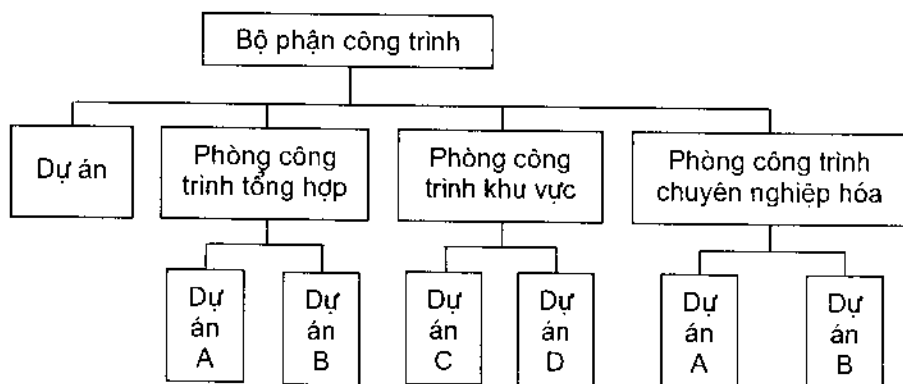 Bộ phận công trình
Dự án
Phòng công
trình tổng hợp
Phòng công
trình khu vực
Phòng công trình
chuyên nghiệp hóa
Dự
án
A
Dự
án
B
Dự
án
C
Dự
án
D
Dự
án
A
Dự
án
B